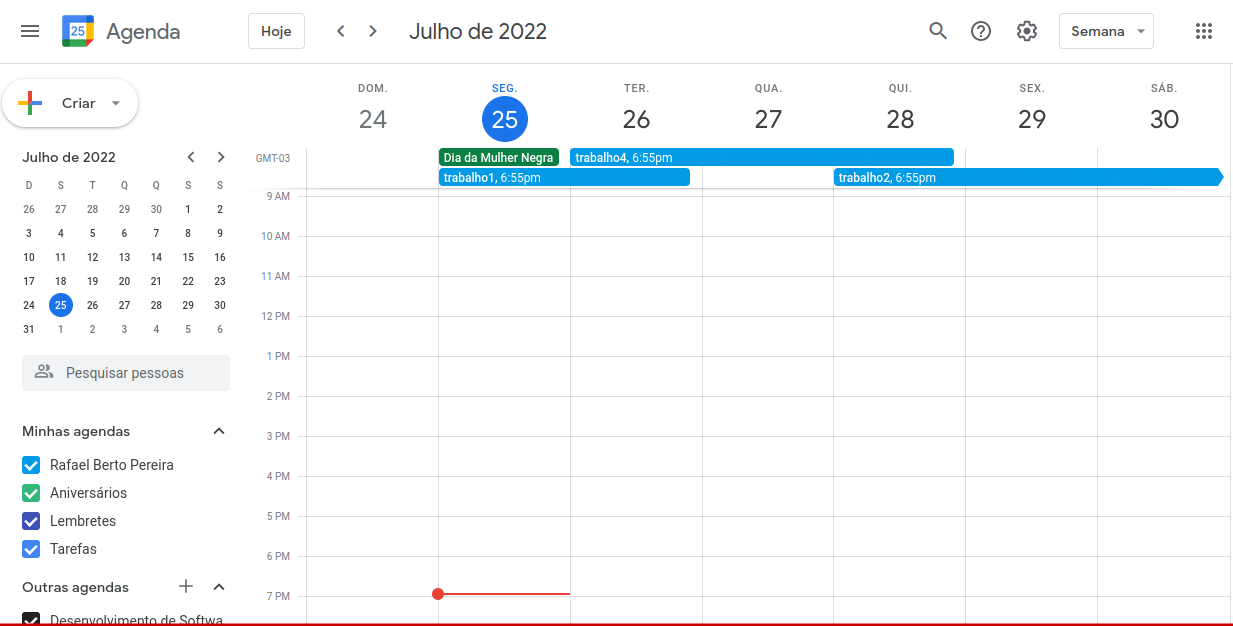 25 Agenda
Hoje
Julho de 2022
Semana
Criar
Julho de 2022
D S T Q Q S S
26 27 28 29 30 1 2
3 4 5 6 7 8 9
10 11 12 13 14 15 16
17 18 19 20 21 22 23
24 25 26 27 28 29 30
31 1 2 3 4 5 6
Pesquisar pessoas
Minhas agendas
Rafael Berto Pereira
Aniversários
Lembretes
Tarefas
Outras agendas
Desenvolvimento de Softwa
DOM. SEG. TER. QUA. QUI. SEX. SÁB.
24 25 26 27 28 29 30
GMT-03
Dia da Mulher Negra
trabalho4, 6:55pm
trabalho1, 6:55pm
trabalho2, 6:55pm
9 AM
10 AM
11 AM
12 PM
1 PM
2 PM
3 PM
4 PM
5 PM
6 PM
7 PM